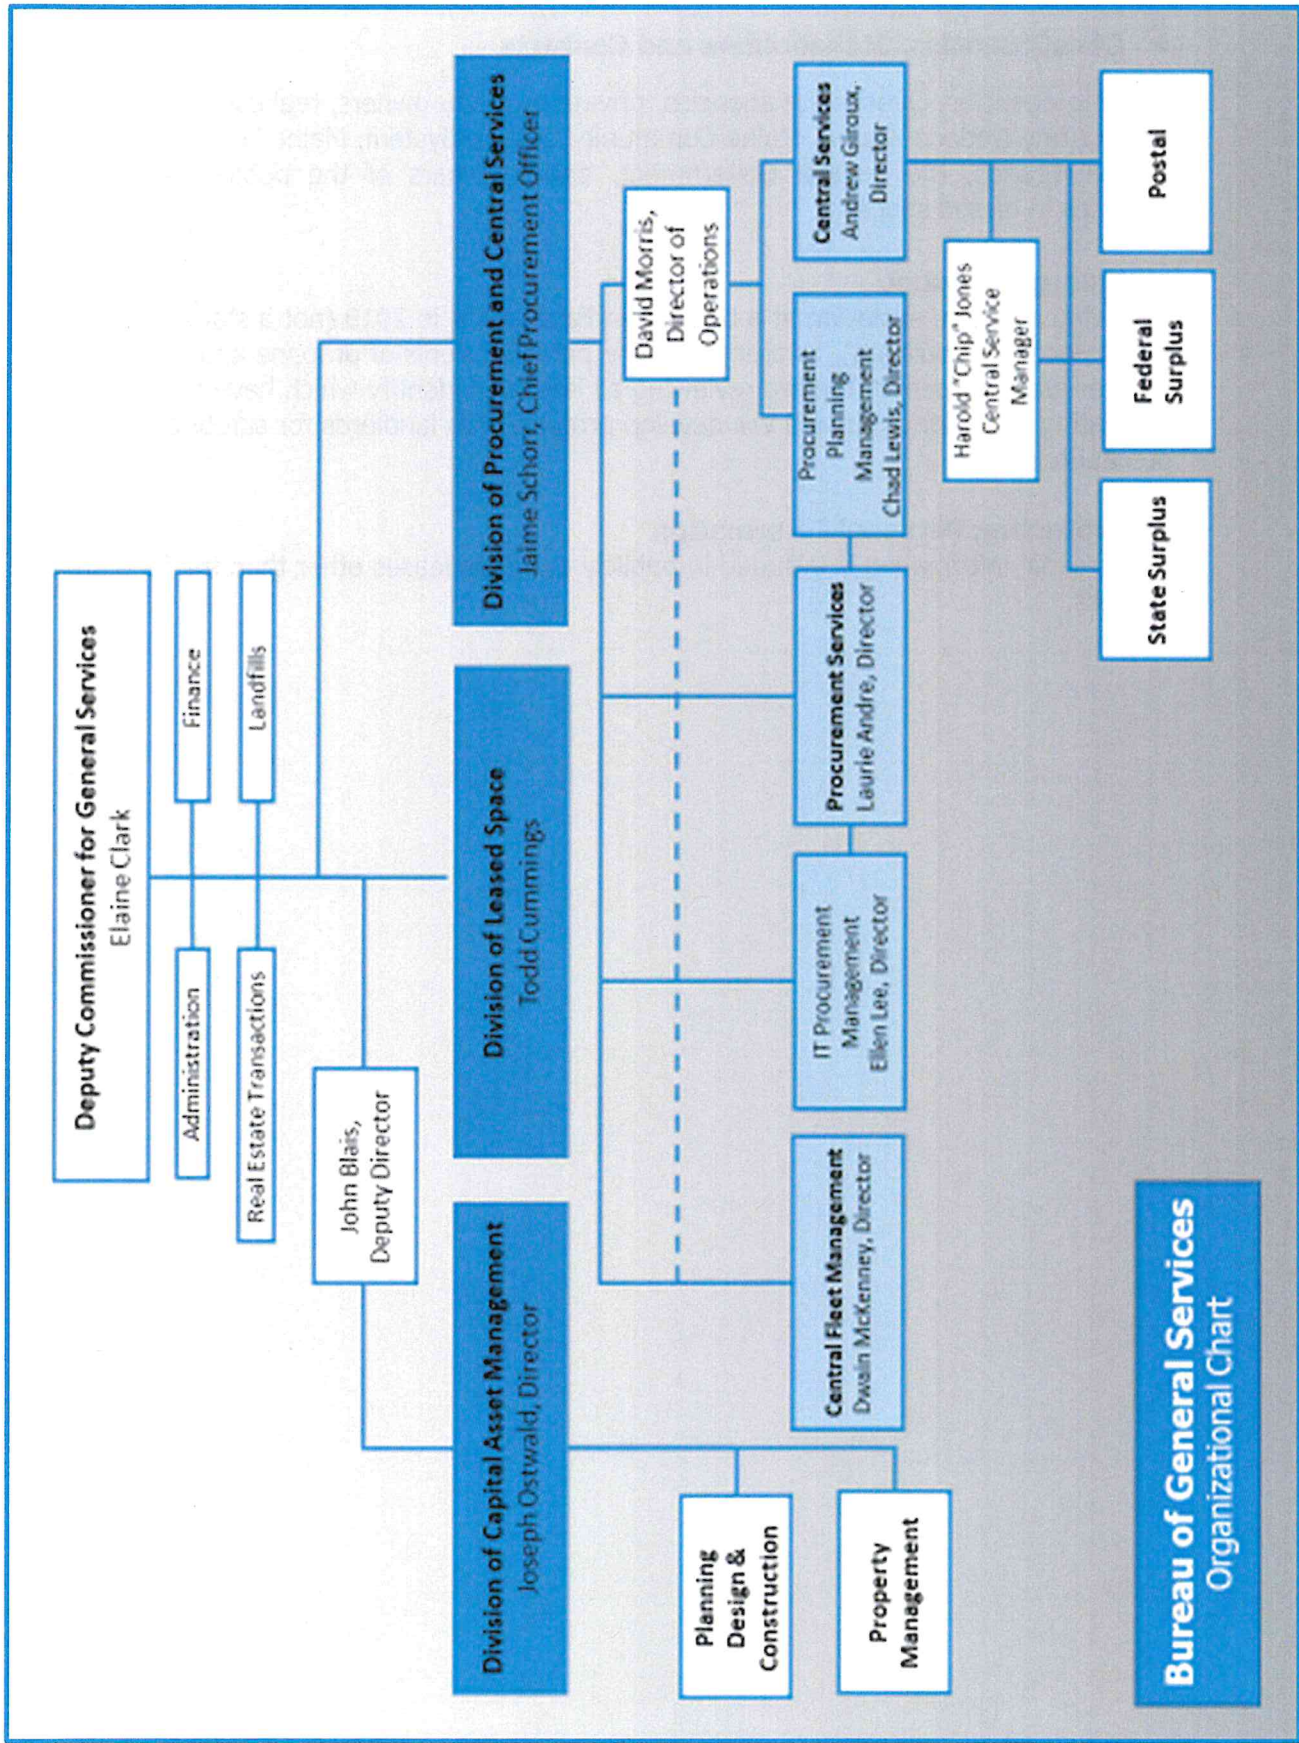 Deputy Commissioner for General Services
Elaine Clark
Administration
Finance
Real Estate Transactions
Landfills
John Blais,
Deputy Director
Division of Capital Asset Management
Joseph Ostwald, Director
Division of Leased Space
Todd Cummings
Division of Procurement and Central Services
Jaime Schorr, Chief Procurement Officer
Planning
Design &
Construction
Property
Management
David Morris,
Director of
Operations
Central Fleet Management
Dwain McKenney, Director
IT Procurement
Management
Ellen Lee, Director
Procurement Services
Laurie Andre, Director
Procurement
Planning
Management
Chad Lewis, Director
Central Services
Andrew Giroux,
Director
Harold "Chip" Jones
Central Service
Manager
State Surplus
Federal
Surplus
Postal
Bureau of General Services
Organizational Chart